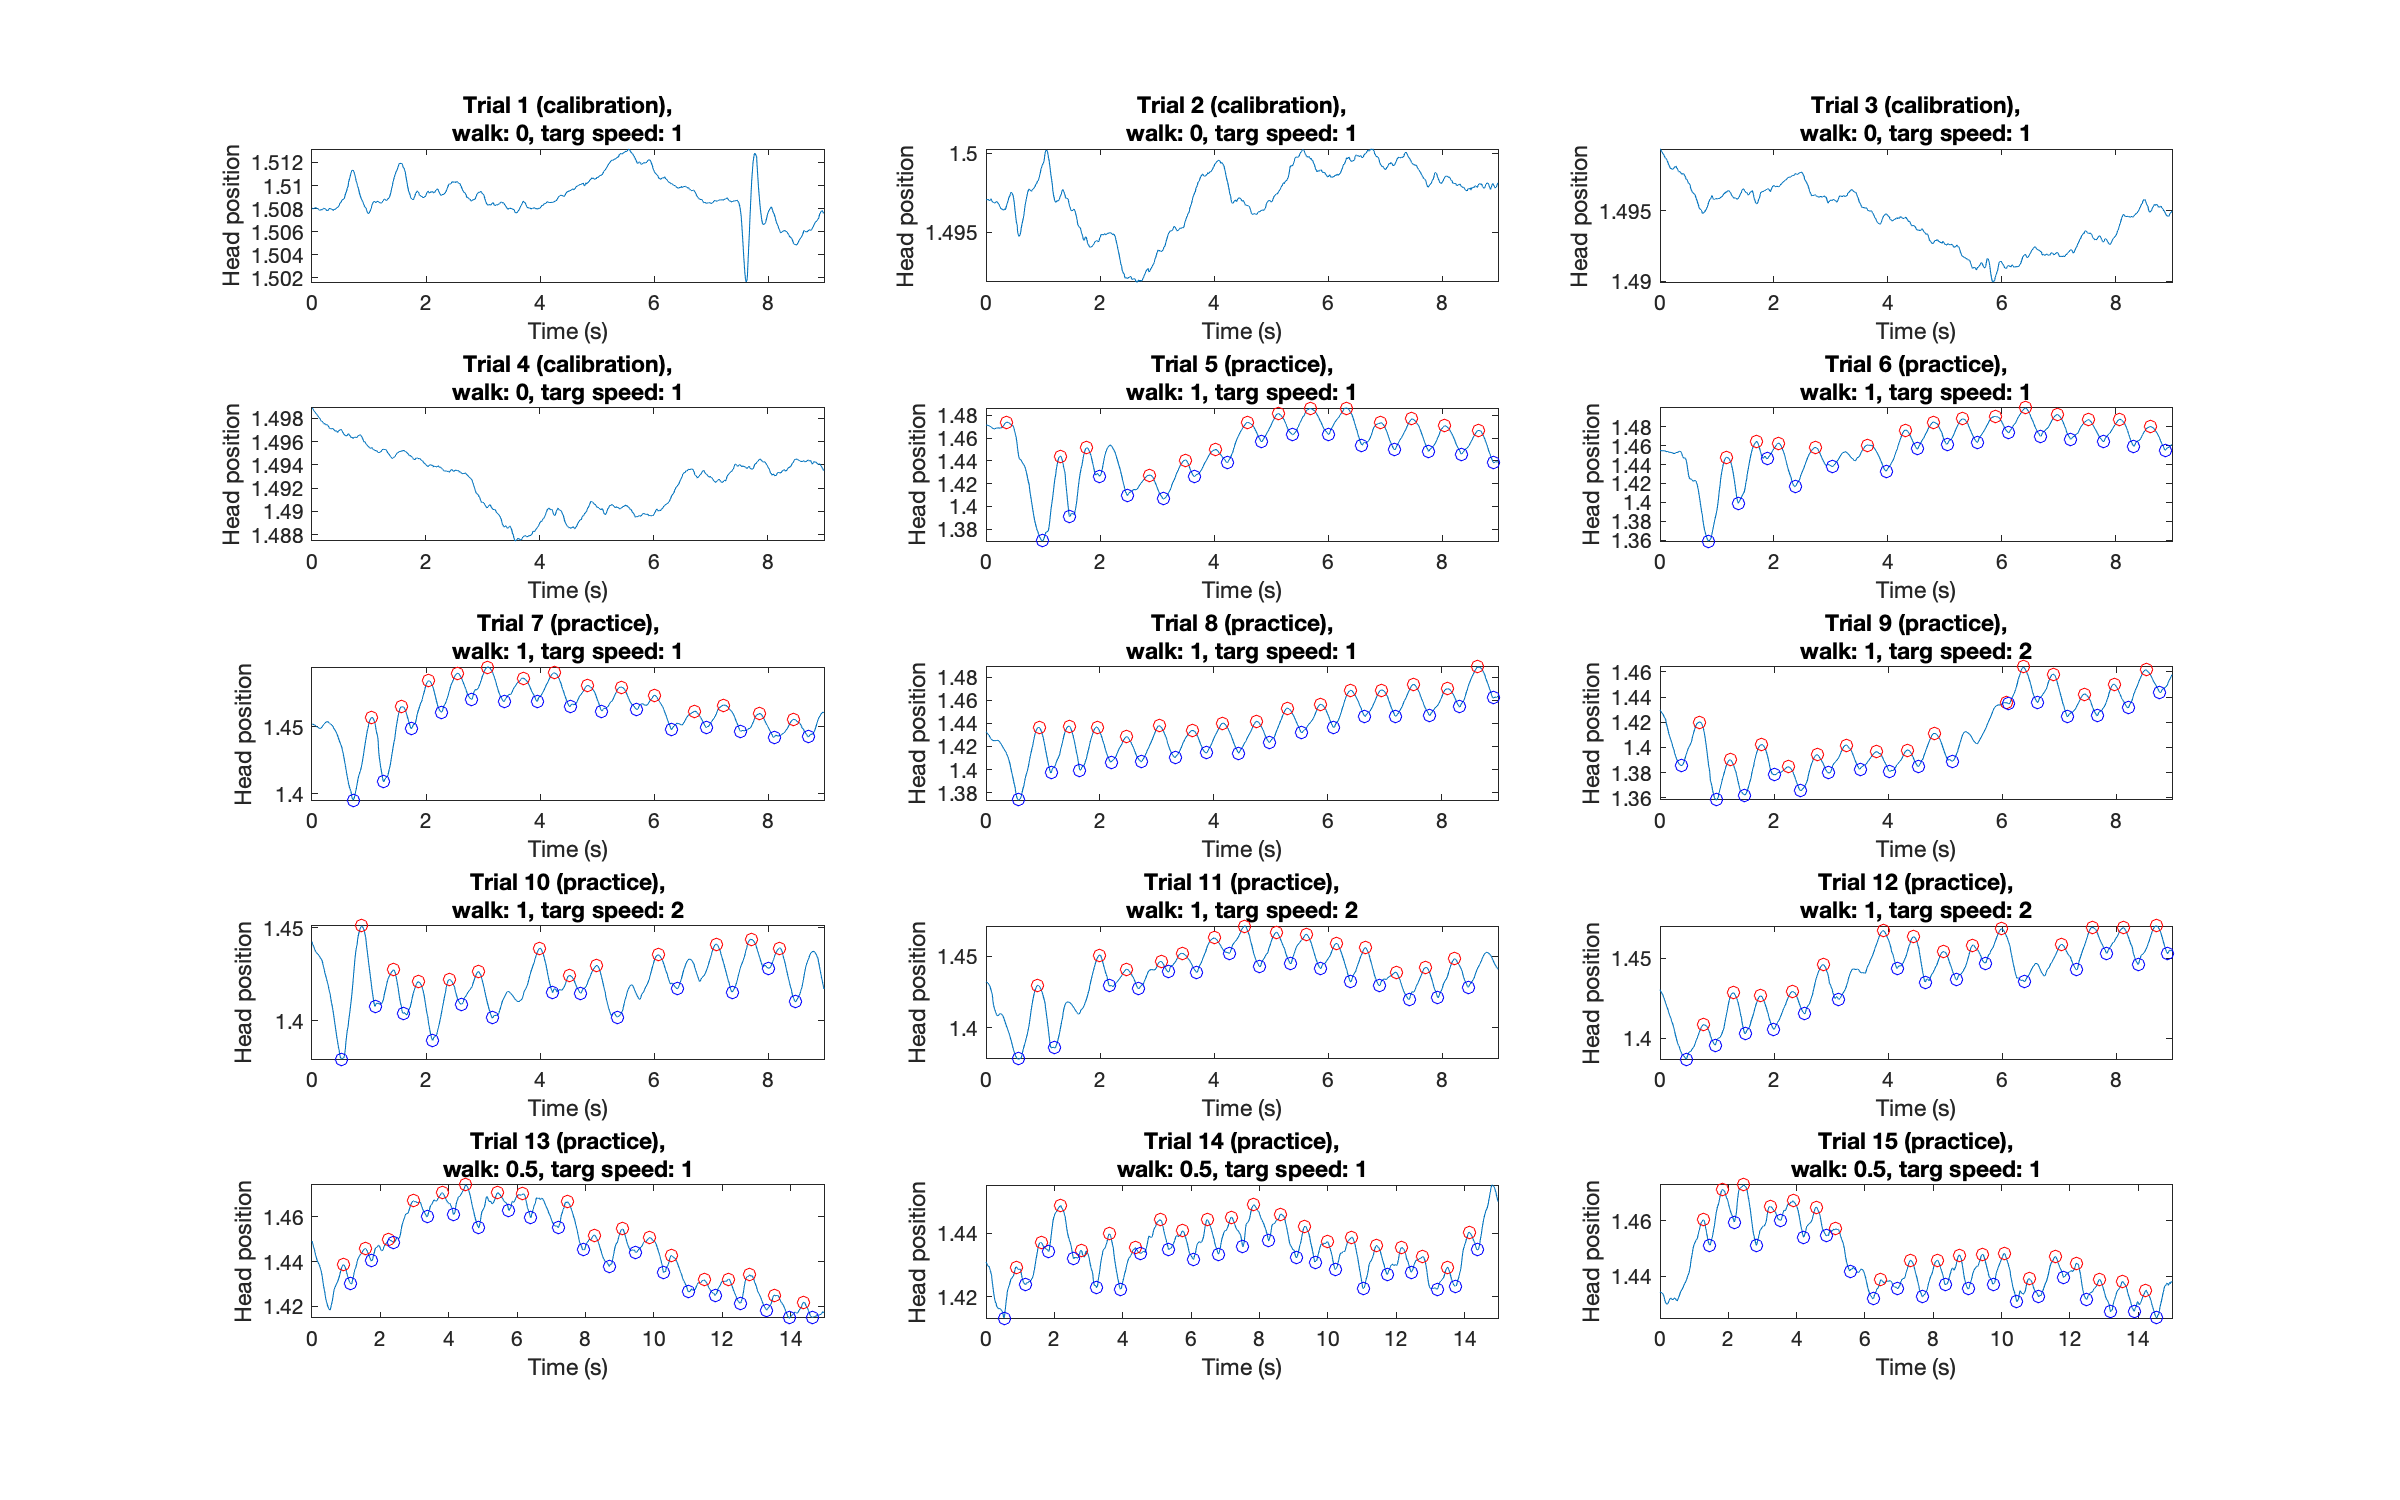 Trial 1 (calibration),
walk: 0, targ speed: 1
Head position
1.512
1.51
1.508
1.506
1.504
1.502
0 2 4 6 8
Time (s)
Trial 2 (calibration),
walk: 0, targ speed: 1
Head position
1.5
1.495
0 2 4 6 8
Time (s)
Trial 3 (calibration),
walk: 0, targ speed: 1
Head position
1.495
1.49
0 2 4 6 8
Time (s)
Trial 4 (calibration),
walk: 0, targ speed: 1
Head position
1.498
1.496
1.494
1.492
1.49
1.488
0 2 4 6 8
Time (s)
Trial 5 (practice),
walk: 1, targ speed: 1
Head position
1.48
1.46
1.44
1.42
1.4
1.38
0 2 4 6 8
Time (s)
Trial 6 (practice),
walk: 1, targ speed: 1
Head position
1.48
1.46
1.44
1.42
1.4
1.38
1.36
0 2 4 6 8
Time (s)
Trial 7 (practice),
walk: 1, targ speed: 1
Head position
1.45
1.4
0 2 4 6 8
Time (s)
Trial 8 (practice),
walk: 1, targ speed: 1
Head position
1.48
1.46
1.44
1.42
1.4
1.38
0 2 4 6 8
Time (s)
Trial 9 (practice),
walk: 1, targ speed: 2
Head position
1.46
1.44
1.42
1.4
1.38
1.36
0 2 4 6 8
Time (s)
Trial 10 (practice),
walk: 1, targ speed: 2
Head position
1.45
1.4
0 2 4 6 8
Time (s)
Trial 11 (practice),
walk: 1, targ speed: 2
Head position
1.45
1.4
0 2 4 6 8
Time (s)
Trial 12 (practice),
walk: 1, targ speed: 2
Head position
1.45
1.4
0 2 4 6 8
Time (s)
Trial 13 (practice),
walk: 0.5, targ speed: 1
Head position
1.46
1.44
1.42
0 2 4 6 8 10 12 14
Time (s)
Trial 14 (practice),
walk: 0.5, targ speed: 1
Head position
1.44
1.42
0 2 4 6 8 10 12 14
Time (s)
Trial 15 (practice),
walk: 0.5, targ speed: 1
Head position
1.46
1.44
0 2 4 6 8 10 12 14
Time (s)